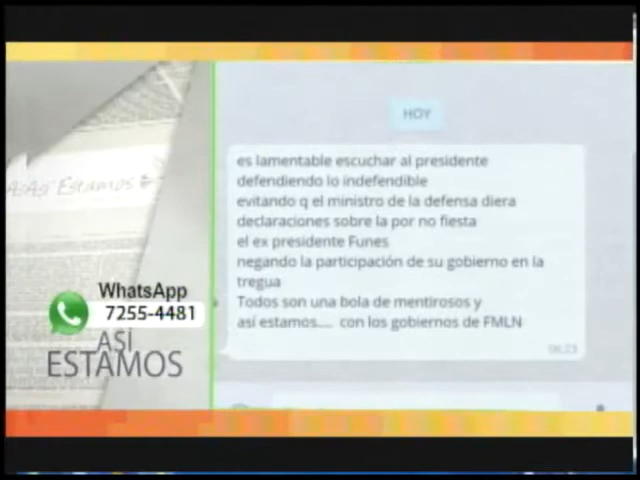 HOY
es lamentable escuchar al presidente
defendiendo lo indefendible
evitando q el ministro de la defensa diera
declaraciones sobre la por no fiesta
el ex presidente Funes
negando la participación de su gobierno en la
tregua
Todos son una bola de mentirosos y
así estamos.... con los gobiernos de FMLN
06:23
Así Estamos
WhatsApp
7255-4481
ASÍ
ESTAMOS